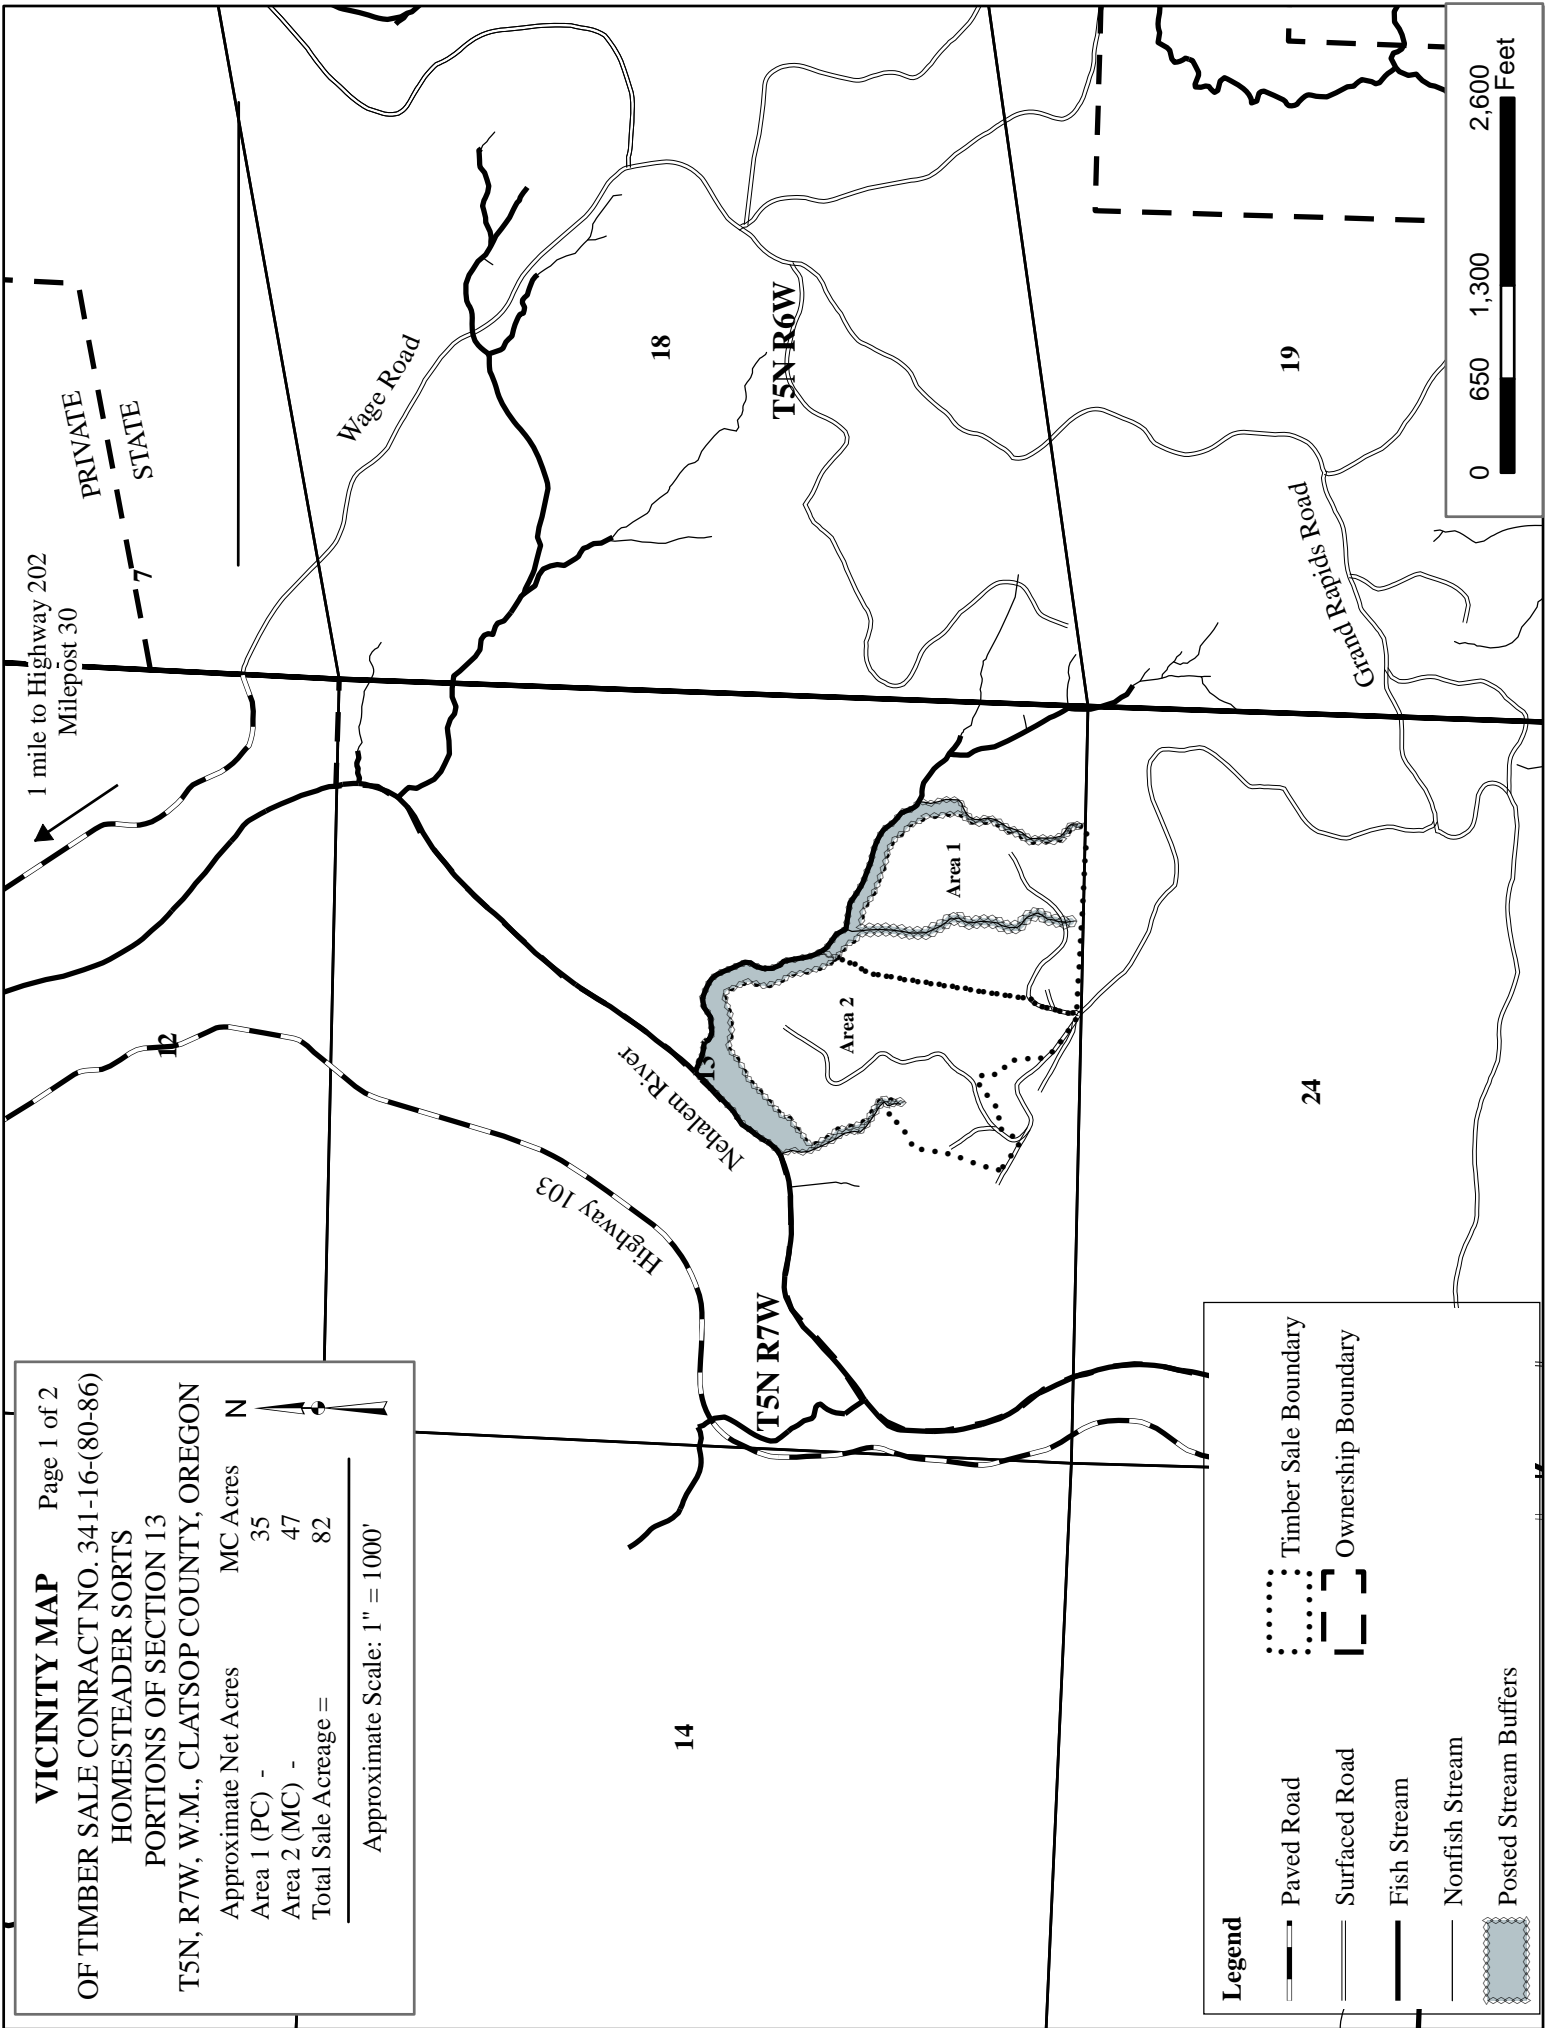 VICINITY MAP Page 1 of 2
OF TIMBER SALE CONRACT NO. 341-16-(80-86)
HOMESTEADER SORTS
PORTIONS OF SECTION 13
T5N, R7W, W.M., CLATSOP COUNTY, OREGON
Approximate Net Acres MC Acres
Area 1 (PC) - 35
Area 2 (MC) - 47
Total Sale Acreage = 82
N
Approximate Scale: 1" = 1000'
1 mile to Highway 202
Milepost 30
PRIVATE
STATE
7
12
Wage Road
18
T5N R6W
Highway 103
Nehalem River
13
14
T5N R7W
Area 2
Area 1
24
19
Grand Rapids Road
Legend
Paved Road
Surfaced Road
Fish Stream
Nonfish Stream
Posted Stream Buffers
Timber Sale Boundary
Ownership Boundary
0 650 1,300 2,600
Feet